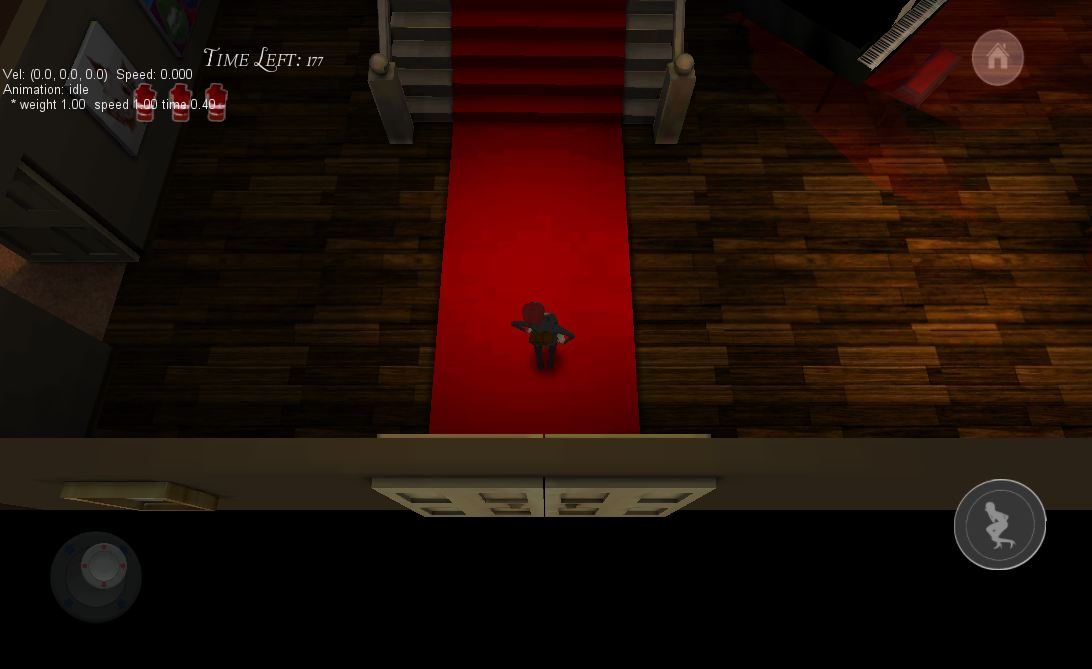 Time Left: 177
Vel: (0.0, 0.0, 0.0) Speed: 0.000
Animation: idle
* weight 1.00 speed 1.00 time 0.40